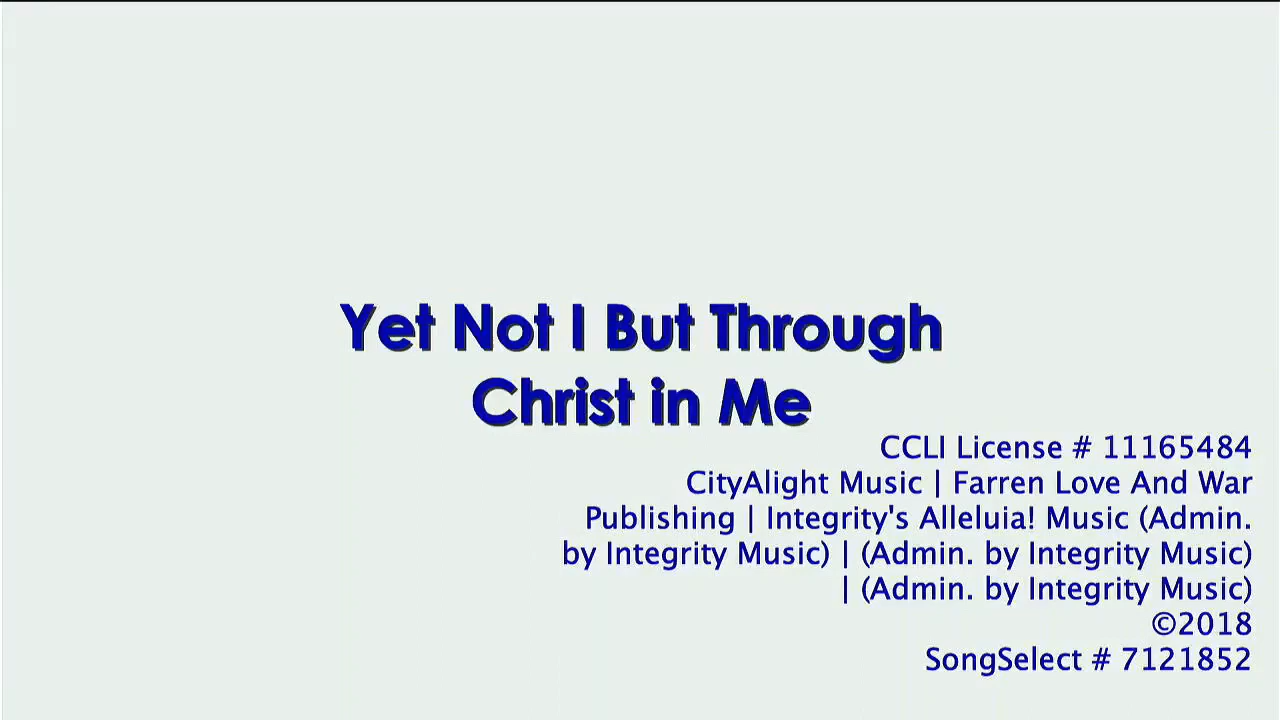 Yet Not I But Through
Christ in Me
CCLI License # 11165484
CityAlight Music | Farren Love And War
Publishing | Integrity's Alleluia! Music (Admin.
by Integrity Music) | (Admin. by Integrity Music)
| (Admin. by Integrity Music)
©2018
SongSelect # 7121852